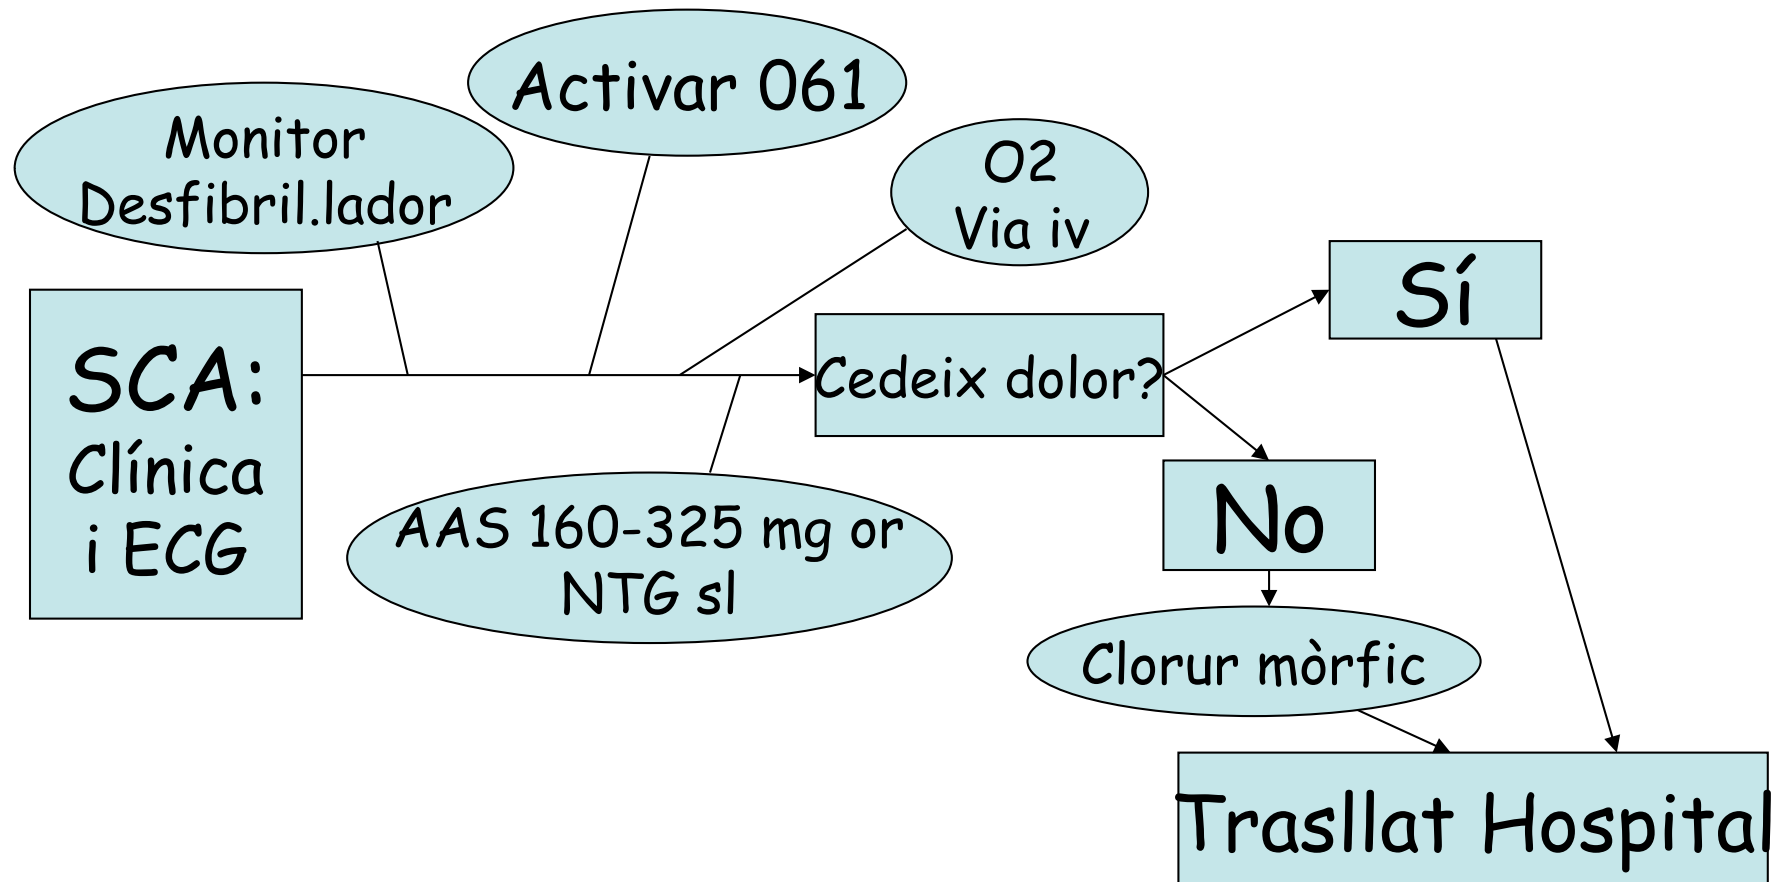 Activar 061
Monitor
Desfibril.lador
O2
Via iv
SCA:
Clínica
i ECG
Cedeix dolor?
Sí
No
AAS 160-325 mg or
NTG sl
Clorur mòrfic
Trasllat Hospital